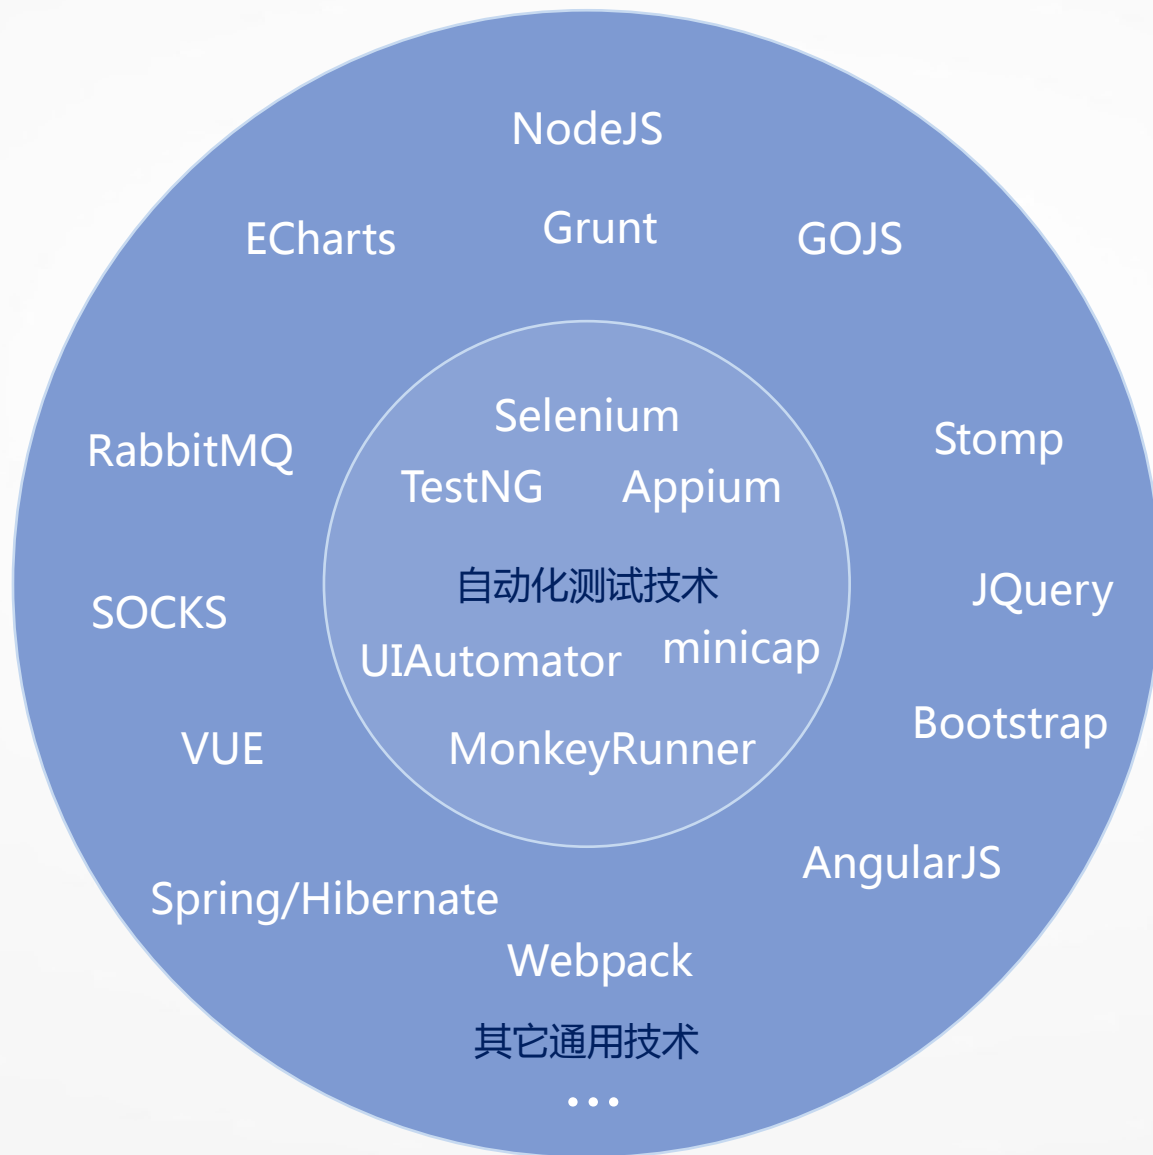 NodeJS
ECharts
Grunt
GOJS
Selenium
RabbitMQ
Stomp
TestNG
Appium
自动化测试技术
JQuery
SOCKS
UIAutomator
minicap
Bootstrap
VUE
MonkeyRunner
AngularJS
Spring/Hibernate
Webpack
其它通用技术
...